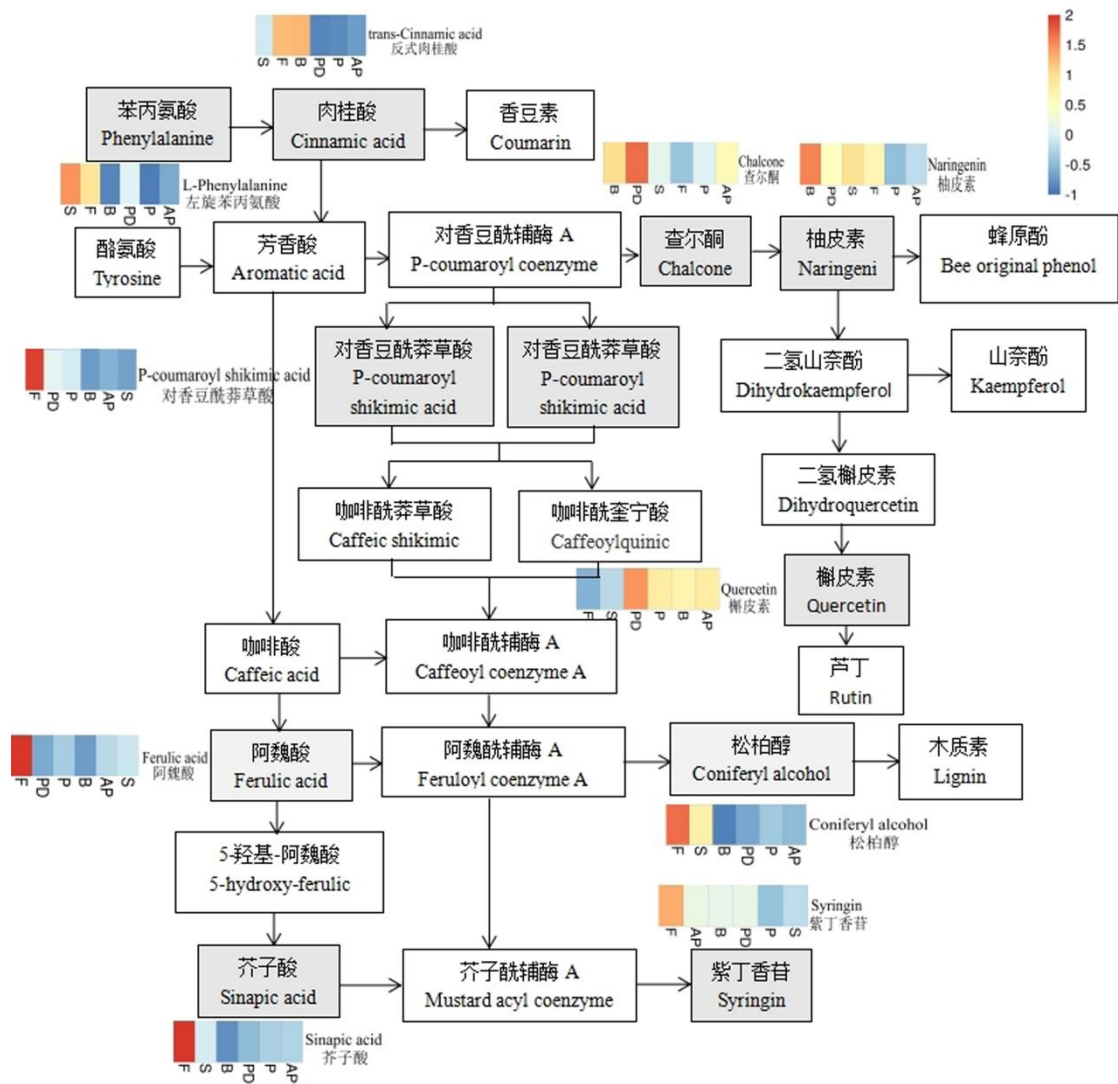 trans-Cinnamic acid
反式肉桂酸
S F B PD P AP
2
1.5
1
0.5
0
-0.5
-1
苯丙氨酸
Phenylalanine
肉桂酸
Cinnamic acid
香豆素
Coumarin
L-Phenylalanine
左旋苯丙氨酸
S F B PD P AP
Chalcone
查尔酮
B PD S F P AP
Naringenin
柚皮素
B PD S F P AP
酪氨酸
Tyrosine
芳香酸
Aromatic acid
对香豆酰辅酶 A
P-coumaroyl coenzyme
查尔酮
Chalcone
柚皮素
Naringeni
蜂原酚
Bee original phenol
P-coumaroyl shikimic acid
对香豆酰莽草酸
F PD P B AP S
对香豆酰莽草酸
P-coumaroyl
shikimic acid
对香豆酰莽草酸
P-coumaroyl
shikimic acid
二氢山奈酚
Dihydrokaempferol
山奈酚
Kaempferol
咖啡酰莽草酸
Caffeic shikimic
咖啡酰奎宁酸
Caffeoylquinic
二氢槲皮素
Dihydroquercetin
Quercetin
槲皮素
F S PD P B AP
槲皮素
Quercetin
咖啡酸
Caffeic acid
咖啡酰辅酶 A
Caffeoyl coenzyme A
芦丁
Rutin
Ferulic acid
阿魏酸
F PD P B AP S
阿魏酸
Ferulic acid
阿魏酰辅酶 A
Feruloyl coenzyme A
松柏醇
Coniferyl alcohol
木质素
Lignin
Coniferyl alcohol
松柏醇
F S B PD P AP
5-羟基-阿魏酸
5-hydroxy-ferulic
Syringin
紫丁香苷
F AP B PD P S
芥子酸
Sinapic acid
芥子酰辅酶 A
Mustard acyl coenzyme
紫丁香苷
Syringin
Sinapic acid
芥子酸
F S B PD P AP